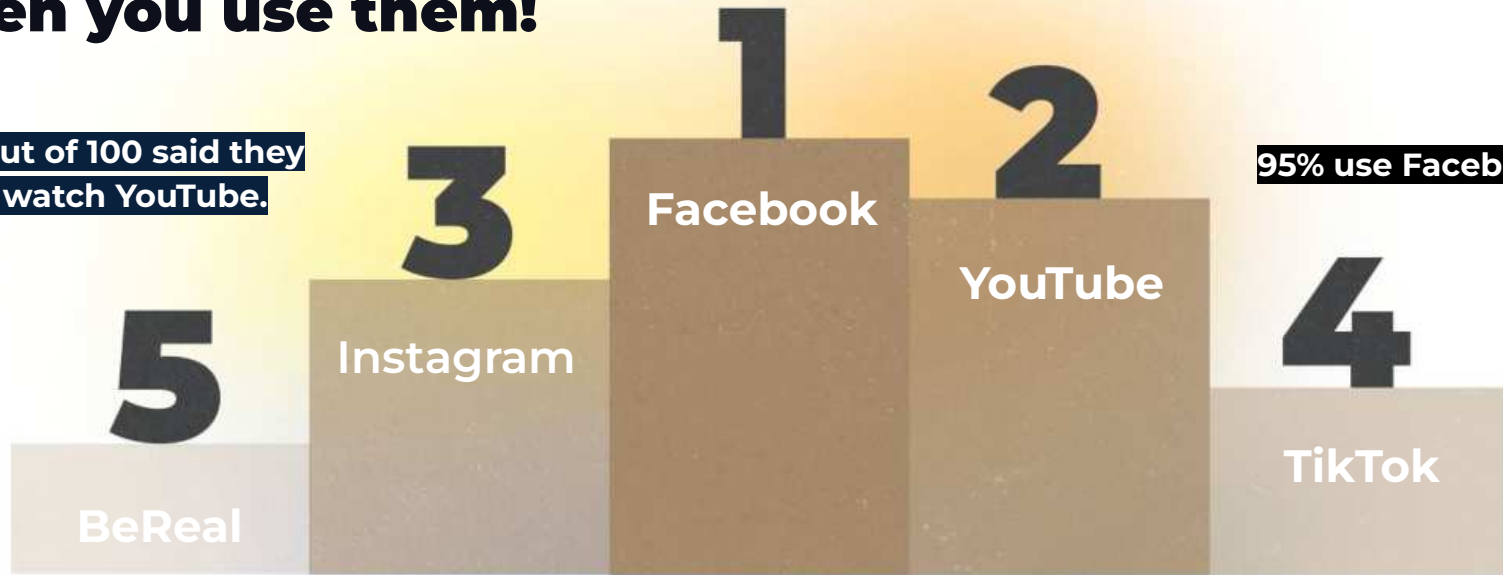 en you use them!
1
2
ut of 100 said they
watch YouTube.
95% use Faceb
3
Facebook
YouTube
4
5
Instagram
TikTok
BeReal